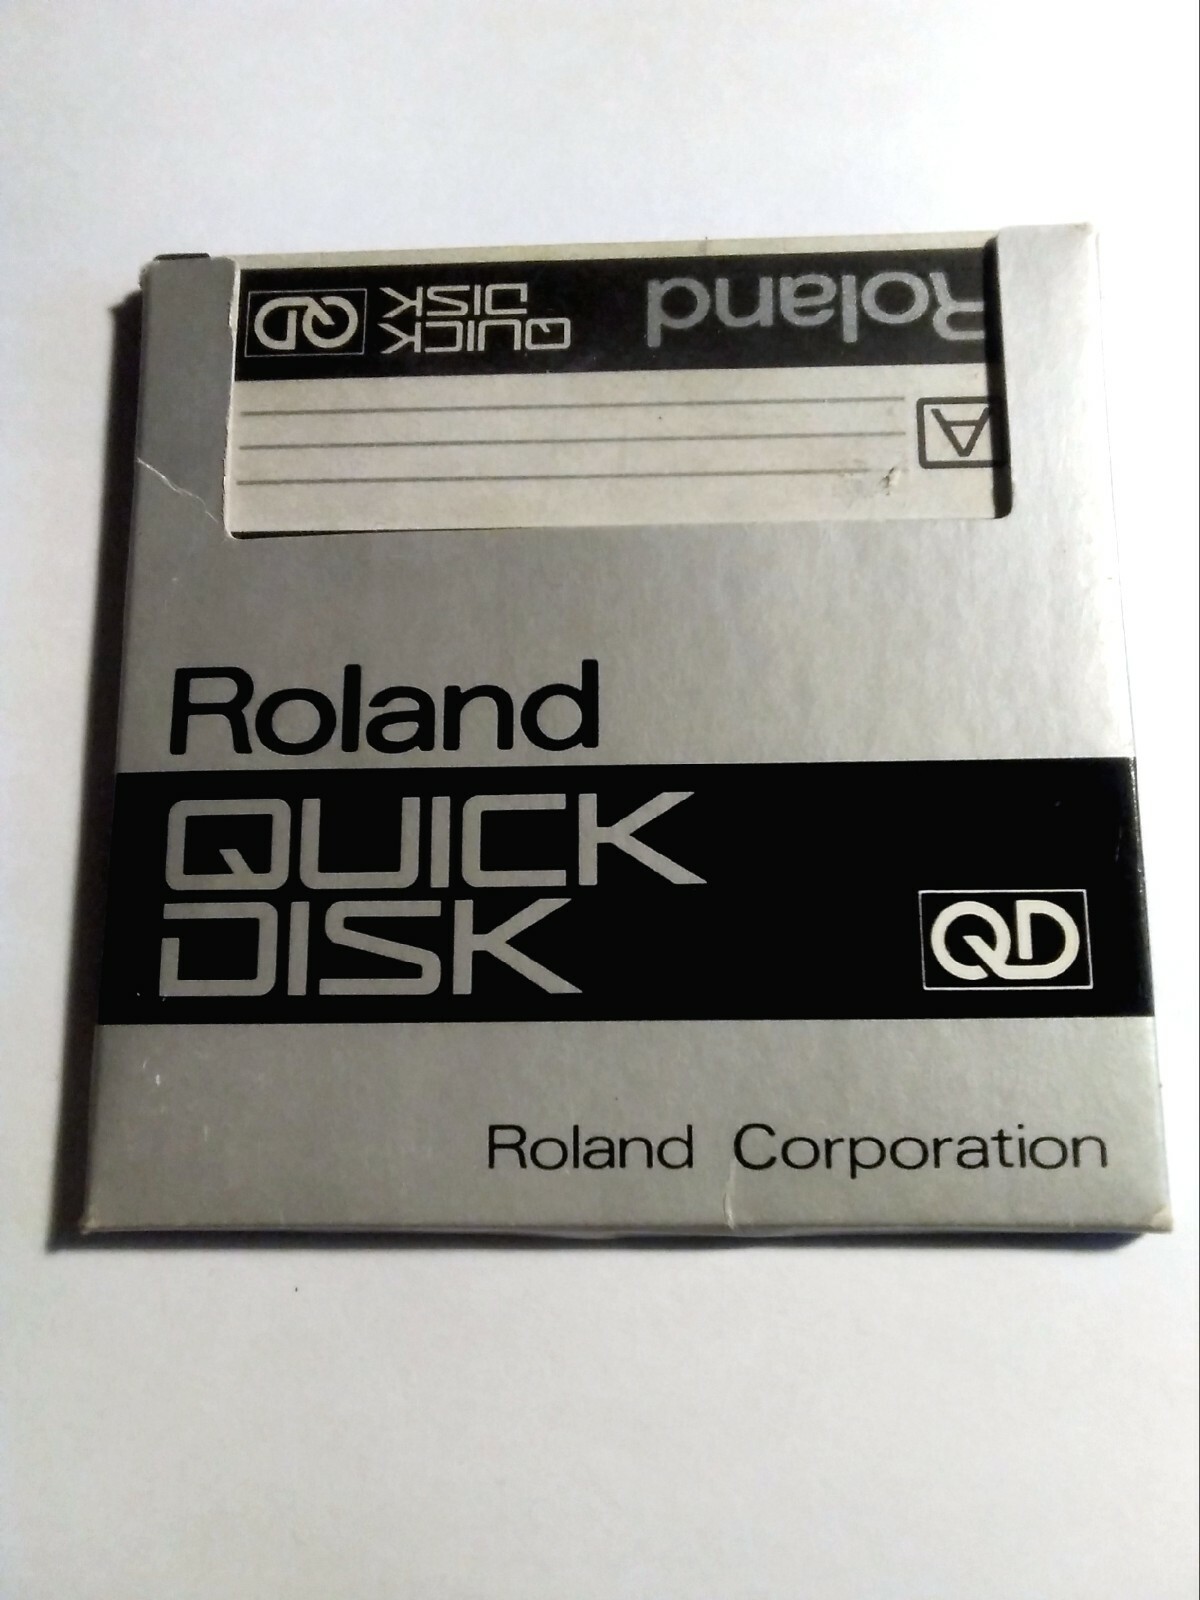 Roland QUICK DISK QD
A
Roland
QUICK
DISK
QD
Roland Corporation